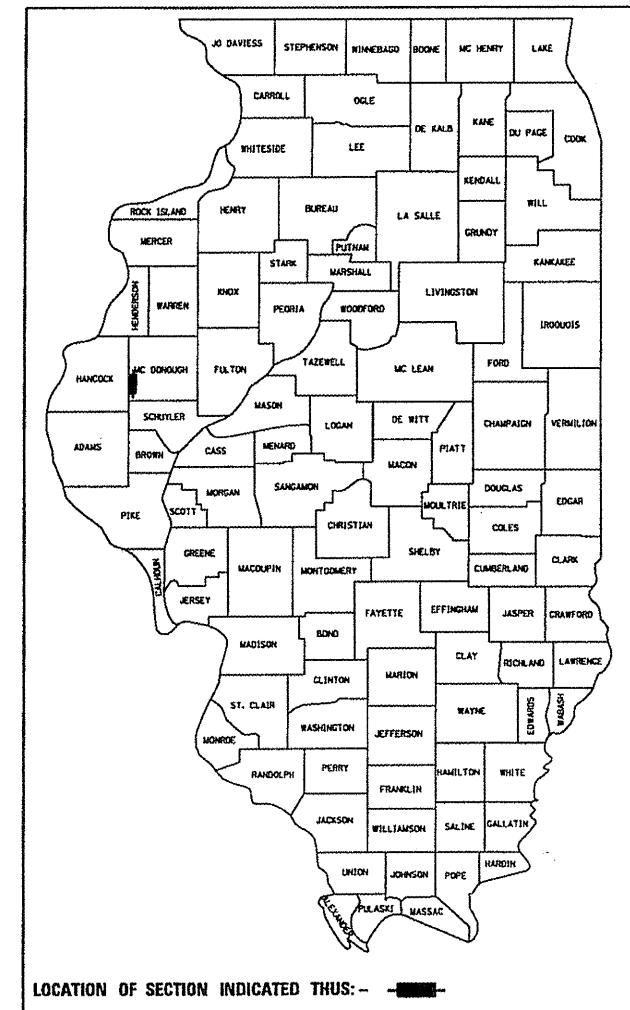 JO DAVIESS STEPHENSON WINNEBAGO BOONE MC HENRY LAKE
CARROLL OGLE DE KALB KANE DU PAGE COOK
WHITESIDE LEE
KENDALL WILL
ROCK ISLAND HENRY BUREAU LA SALLE GRUNDY
MERCER PUTNAM KANKAKEE
STARK MARSHALL
HENDERSON WARREN KNOX PEORIA WOODFORD LIVINGSTON IROQUOIS
HANCOCK MC DONOUGH FULTON TAZEWELL MC LEAN FORD
MASON
SCHUYLER LOGAN DE WITT CHAMPAIGN VERMILION
ADAMS BROWN CASS MENARD PIATT
MACON
MORGAN SANGAMON DOUGLAS EDGAR
PIKE SCOTT CHRISTIAN MOULTRIE COLES
GREENE MACOUPIN MONTGOMERY SHELBY CLARK
CALHOUN CUMBERLAND
JERSEY FAYETTE EFFINGHAM JASPER CRAWFORD
MADISON BOND
CLAY RICHLAND LAWRENCE
CLINTON MARION
ST. CLAIR WAYNE EDWARDS WABASH
MONROE WASHINGTON JEFFERSON
RANDOLPH PERRY HAMILTON WHITE
FRANKLIN
JACKSON WILLIAMSON SALINE GALLATIN
UNION JOHNSON POPE HARDIN
ALEXANDER PULASKI MASSAC
LOCATION OF SECTION INDICATED THUS: -